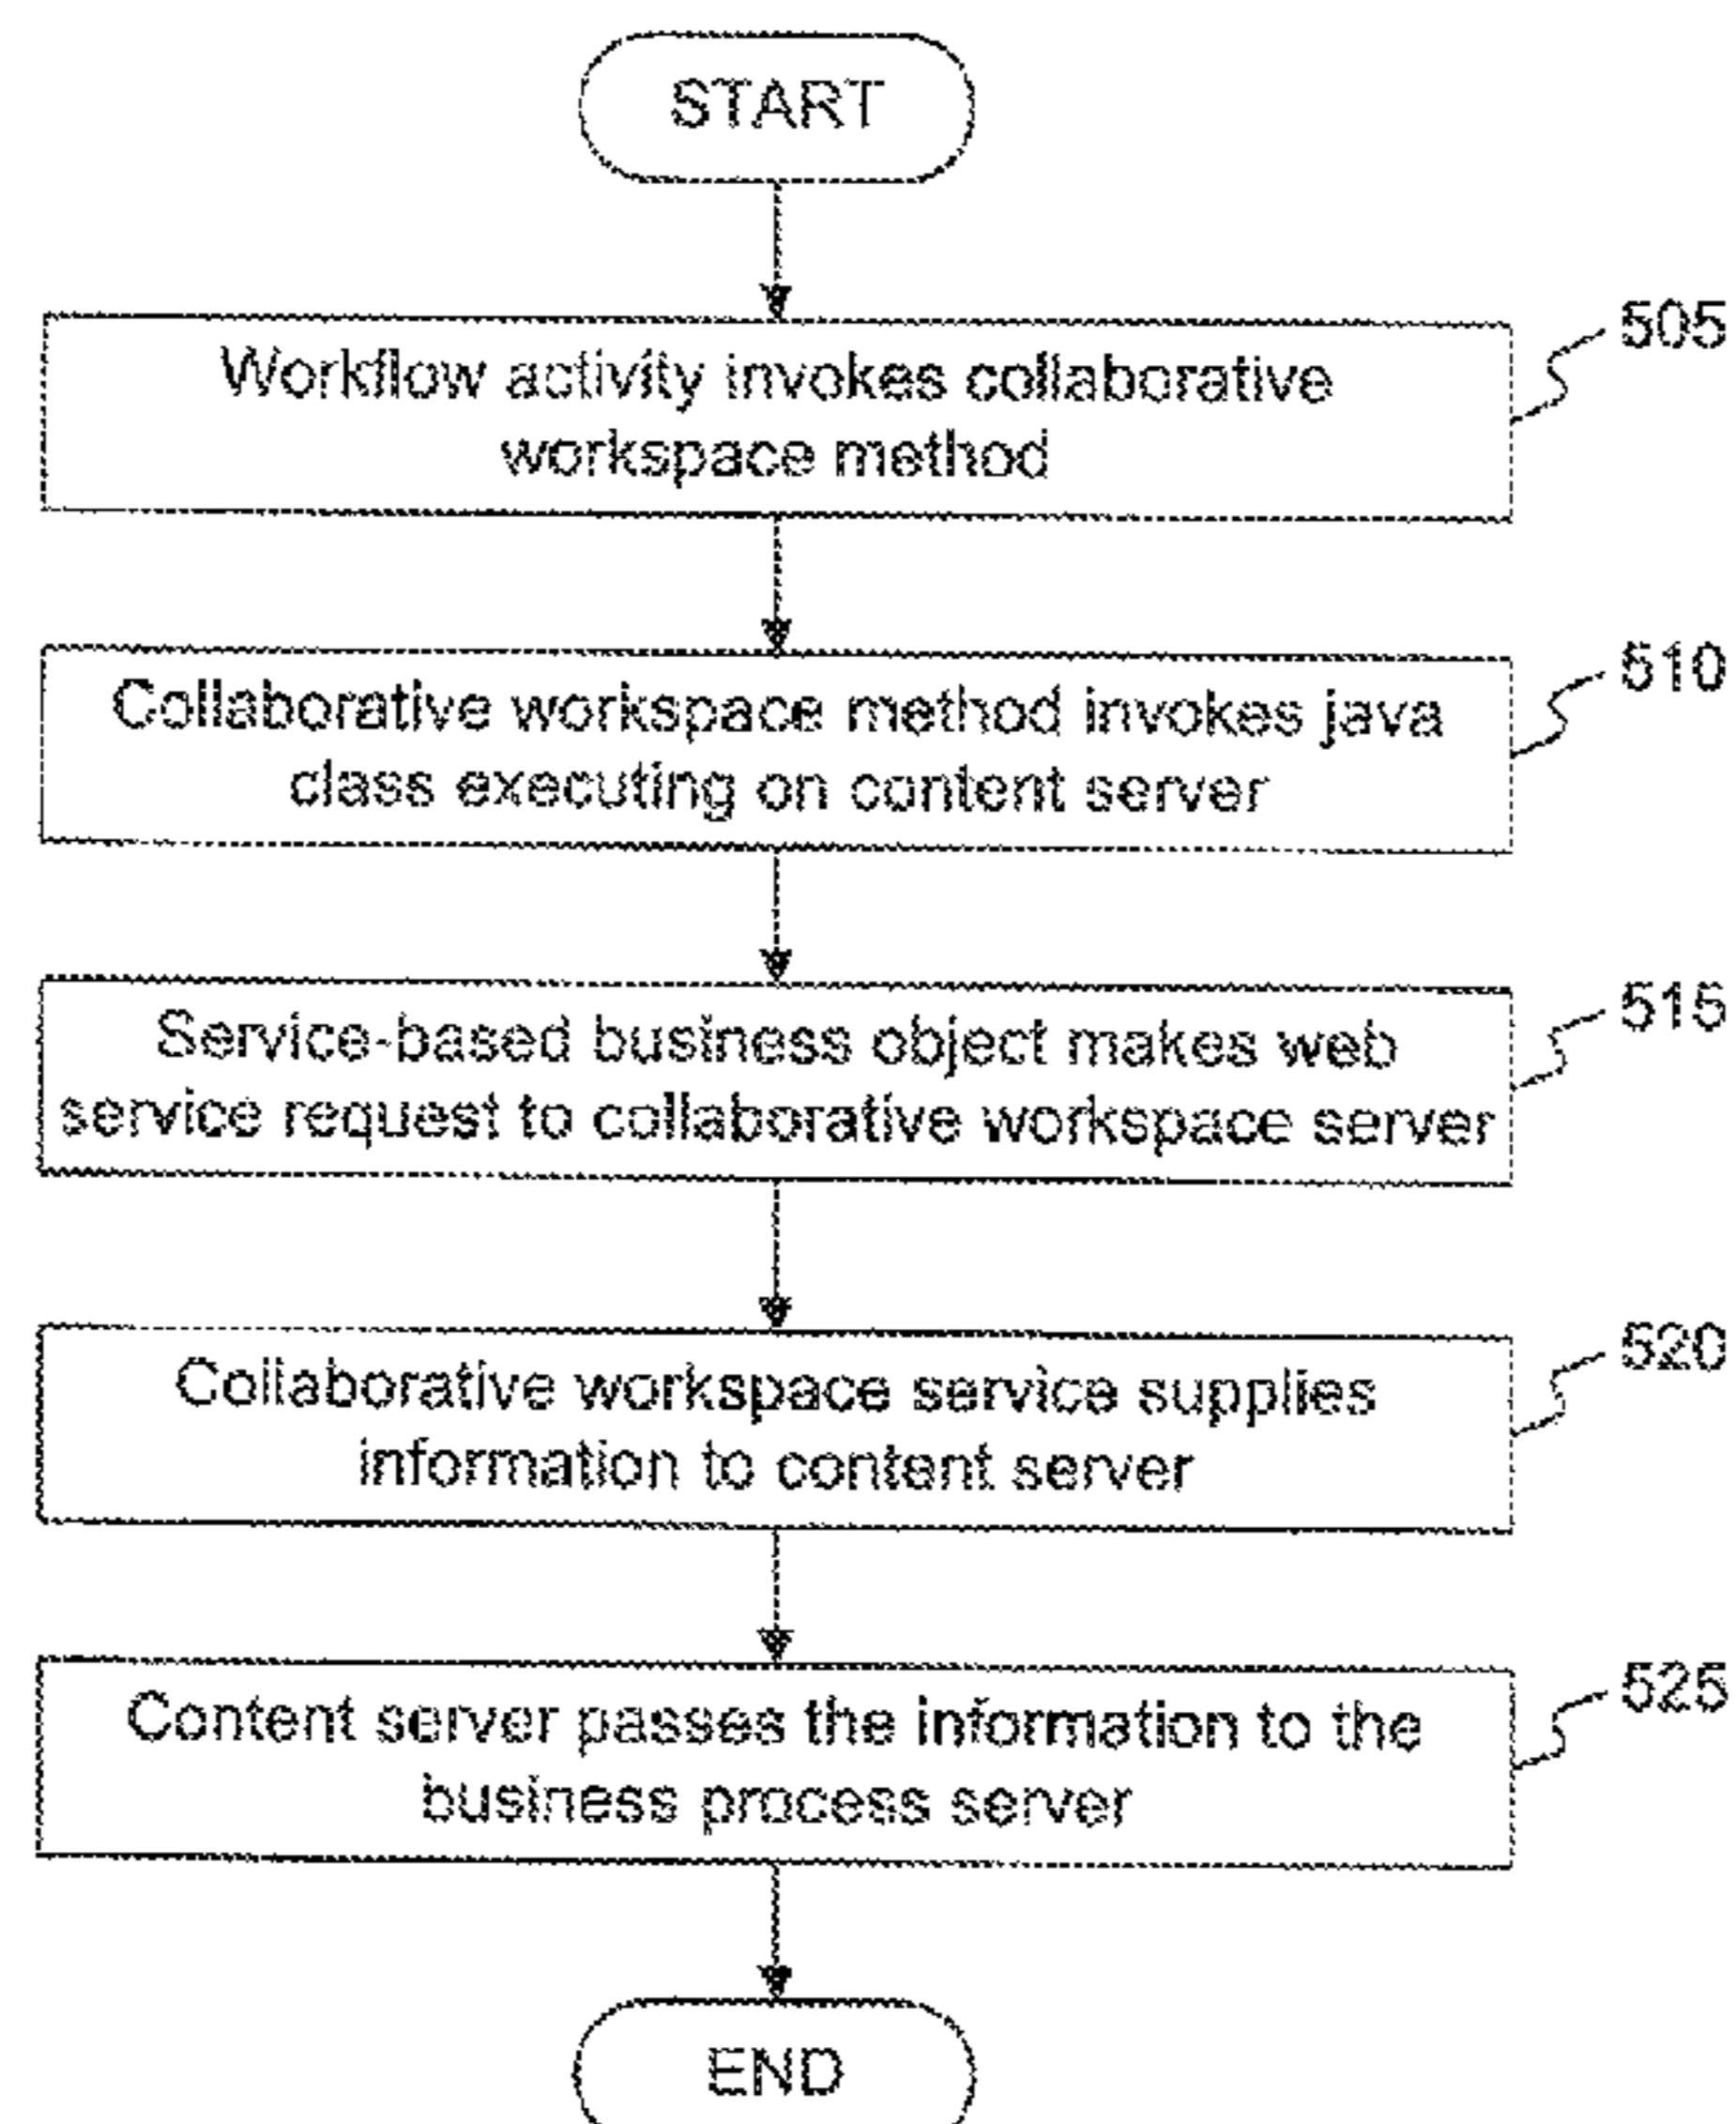 START
Workflow activity invokes collaborative
workspace method
505
Collaborative workspace method invokes java
class executing on content server
510
Service-based business object makes web
service request to collaborative workspace server
515
Collaborative workspace service supplies
information to content server
520
Content server passes the information to the
business process server
525
END